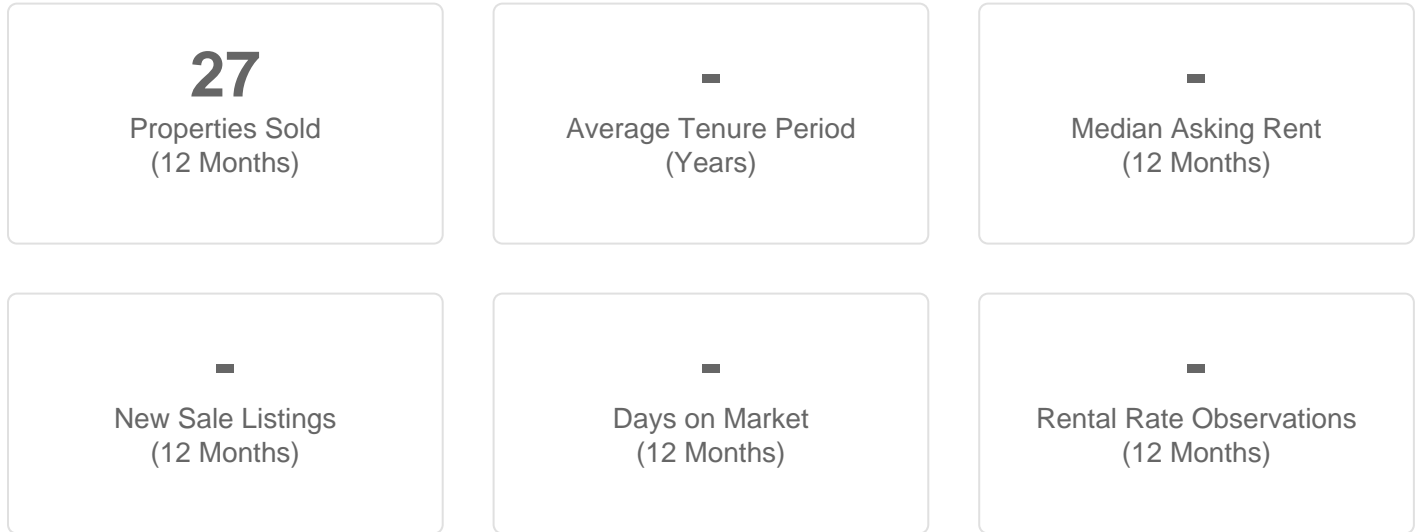 27
Properties Sold
(12 Months)
-
Average Tenure Period
(Years)
-
Median Asking Rent
(12 Months)
-
New Sale Listings
(12 Months)
-
Days on Market
(12 Months)
-
Rental Rate Observations
(12 Months)